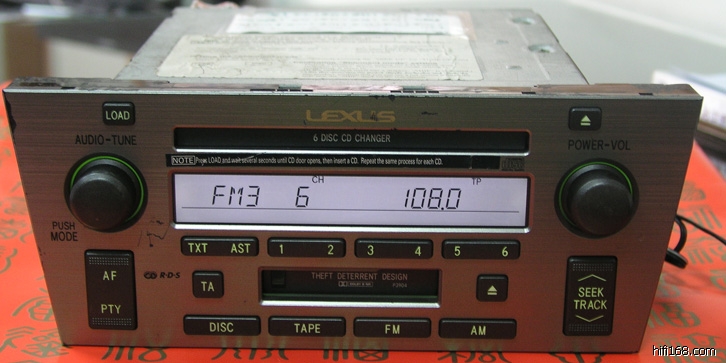 LEXUS
LOAD
6 DISC CD CHANGER
AUDIO-TUNE
POWER-VOL
NOTE Press LOAD and wait several seconds until CD door opens, then insert a CD. Repeat the same process for each CD.
CH
TP
FM3 6 108.0
PUSH
MODE
TXT AST 1 2 3 4 5 6
AF
PTY
R·D·S
TA
THEFT DETERRENT DESIGN
SEEK
TRACK
DISC TAPE FM AM
hifi168.com